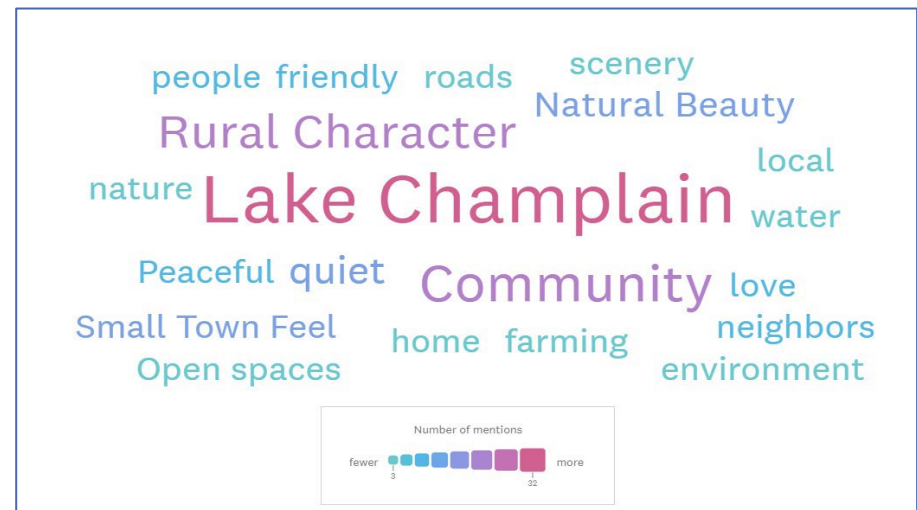 scenery
people friendly roads
Natural Beauty
Rural Character
local
nature
Lake Champlain
water
Peaceful quiet
Community
love
Small Town Feel
neighbors
home farming
Open spaces
environment
Number of mentions
fewer
more
3
32